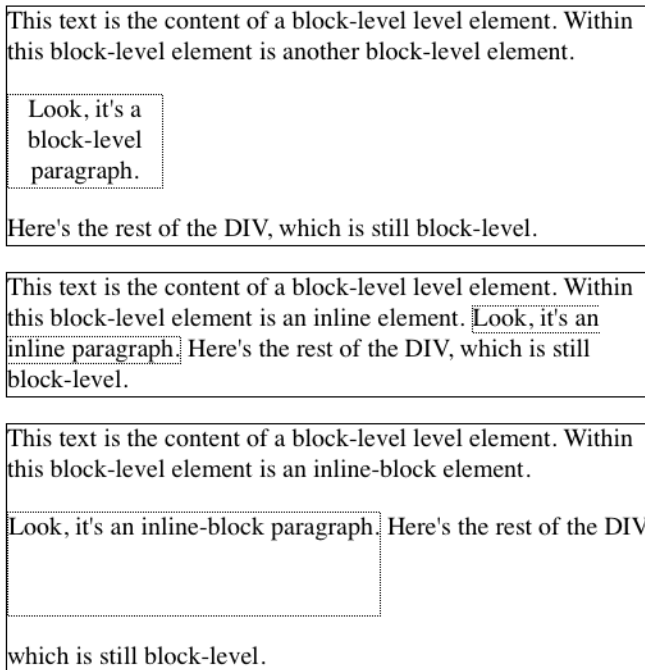 This text is the content of a block-level level element. Within
this block-level element is another block-level element.
Look, it's a
block-level
paragraph.
Here's the rest of the DIV, which is still block-level.
This text is the content of a block-level level element. Within
this block-level element is an inline element. Look, it's an
inline paragraph. Here's the rest of the DIV, which is still
block-level.
This text is the content of a block-level level element. Within
this block-level element is an inline-block element.
Look, it's an inline-block paragraph. Here's the rest of the DIV
which is still block-level.